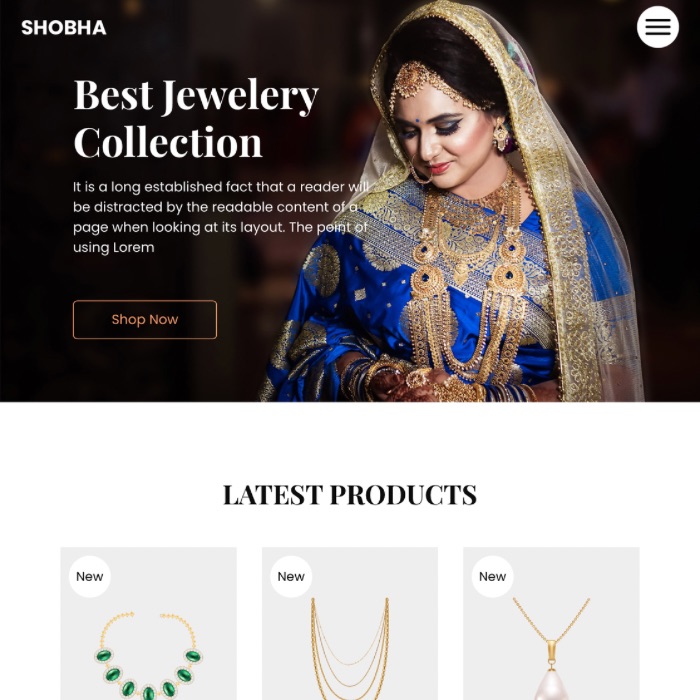 SHOBHA
Best Jewelery
Collection
It is a long established fact that a reader will
be distracted by the readable content of a
page when looking at its layout. The point of
using Lorem
Shop Now
LATEST PRODUCTS
New
New
New